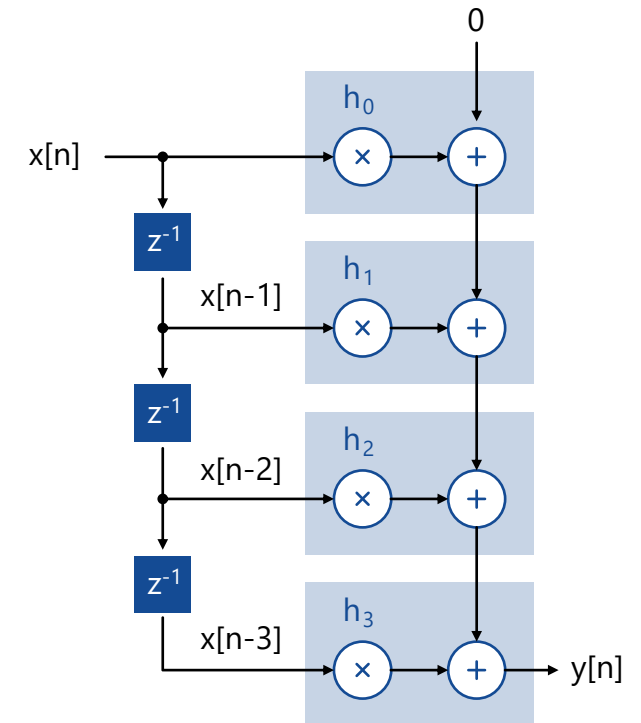 0
h₀
x[n] × +
z⁻¹
h₁
x[n-1] × +
z⁻¹
h₂
x[n-2] × +
z⁻¹
h₃
x[n-3] × + y[n]